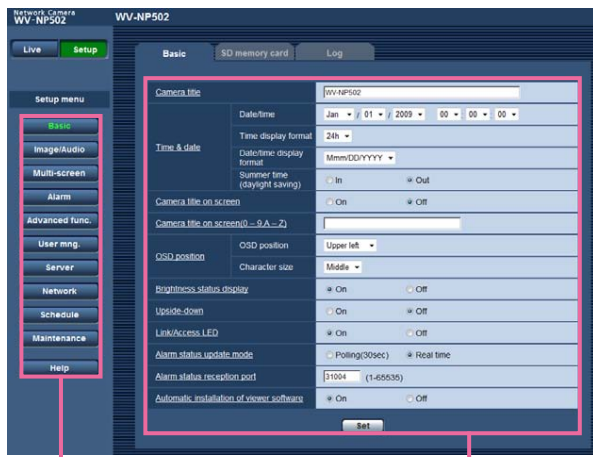 Network Camera
WV-NP502
WV-NP502
Live Setup
Basic SD memory card Log
Setup menu
Basic
Image/Audio
Multi-screen
Alarm
Advanced func.
User mng.
Server
Network
Schedule
Maintenance
Help
Camera title WV-NP502
Time & date
Date/time Jan / 01 / 2009 00 : 00 : 00
Time display format 24h
Date/time display format Mmm/DD/YYYY
Summer time (daylight saving) In Out
Camera title on screen On Off
Camera title on screen(0 – 9,A – Z)
OSD position
OSD position Upper left
Character size Middle
Brightness status display On Off
Upside-down On Off
Link/Access LED On Off
Alarm status update mode Polling(30sec) Real time
Alarm status reception port 31004 (1-65535)
Automatic installation of viewer software On Off
Set